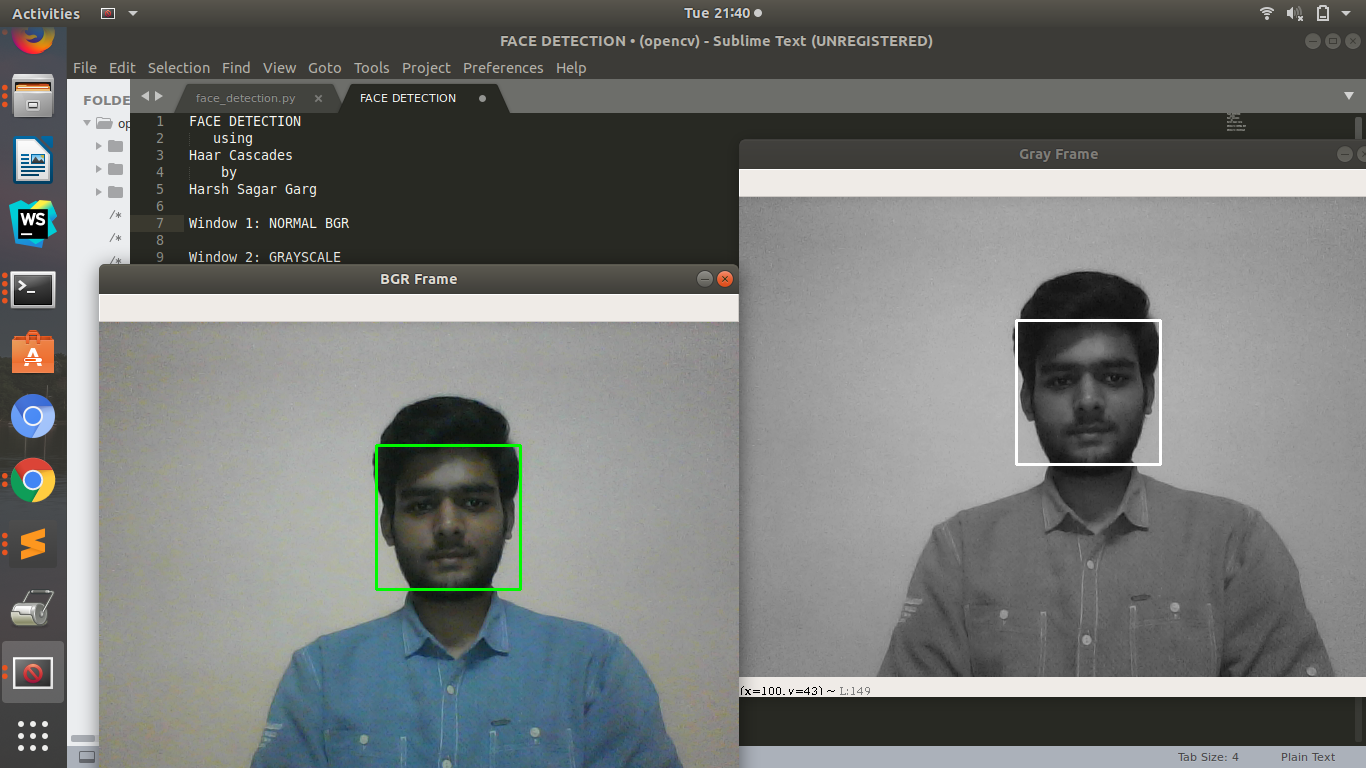 Activities
Tue 21:40
FACE DETECTION • (opencv) - Sublime Text (UNREGISTERED)
File Edit Selection Find View Goto Tools Project Preferences Help
FOLDE
op
/*
/*
/*
face_detection.py
FACE DETECTION
1 FACE DETECTION
2 using
3 Haar Cascades
4 by
5 Harsh Sagar Garg
6
7 Window 1: NORMAL BGR
8
9 Window 2: GRAYSCALE
Gray Frame
BGR Frame
WS
(x=100, y=43) ~ L:149
Tab Size: 4 Plain Text